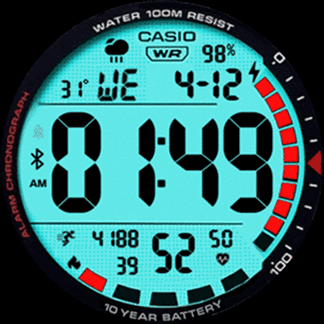 WATER 100M RESIST
CASIO
WR
98%
31° WE 4-12
0
ALARM CHRONOGRAPH
AM
01:49
4188
39
52
50
100
10 YEAR BATTERY